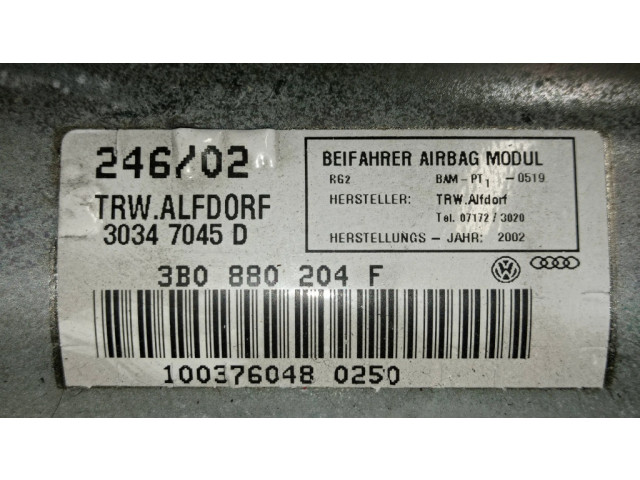 246/02
TRW.ALFDORF
3034 7045 D
BEIFAHRER AIRBAG MODUL
RG2 BAM-PT1-0519
HERSTELLER: TRW.Alfdorf
Tel. 07172/3020
HERSTELLUNGS-JAHR: 2002
3B0 880 204 F
100376048 0250